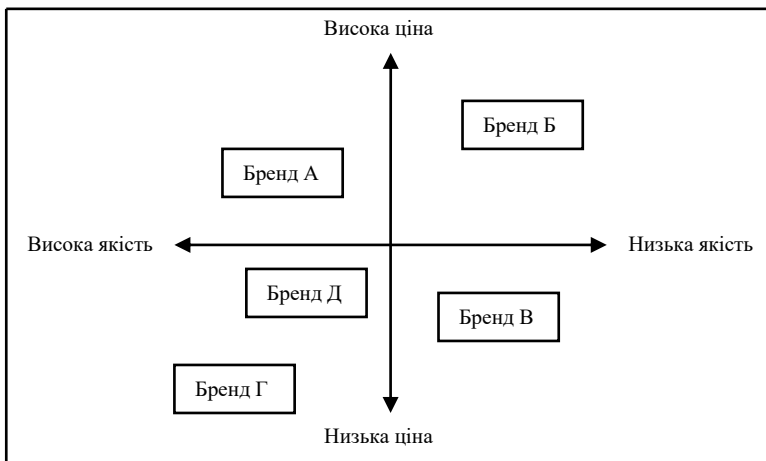 Висока ціна
Бренд Б
Бренд А
Висока якість
Низька якість
Бренд Д
Бренд В
Бренд Г
Низька ціна